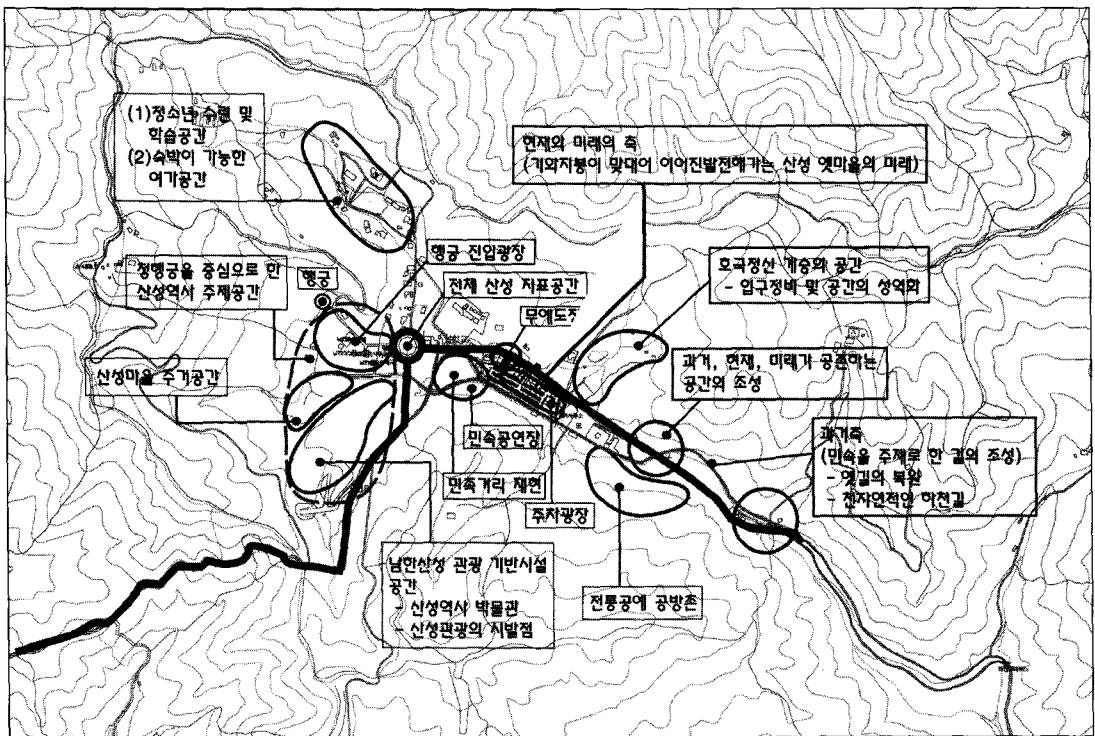 (1)청소년 수련 및
학습공간
(2)숙박이 가능한
여가공간
현재와 미래의 축
(기와지붕이 맞대어 이어진발전해가는 산성 옛마을의 미래)
행궁 진입광장
호국정신 계승화 공간
- 입구정비 및 공간의 성역화
정행궁을 중심으로 한
산성역사 주제공간
행궁
전체 산성 지표공간
무예도장
과거, 현재, 미래가 공존하는
공간의 조성
산성마을 주거공간
과거축
(민속을 주제로 한 길의 조성)
- 옛길의 복원
- 친자연적인 하천길
민속공연장
민속거리 재현
주차광장
남한산성 관광 기반시설
공간
- 산성역사 박물관
- 산성관광의 시발점
전통공예 공방촌